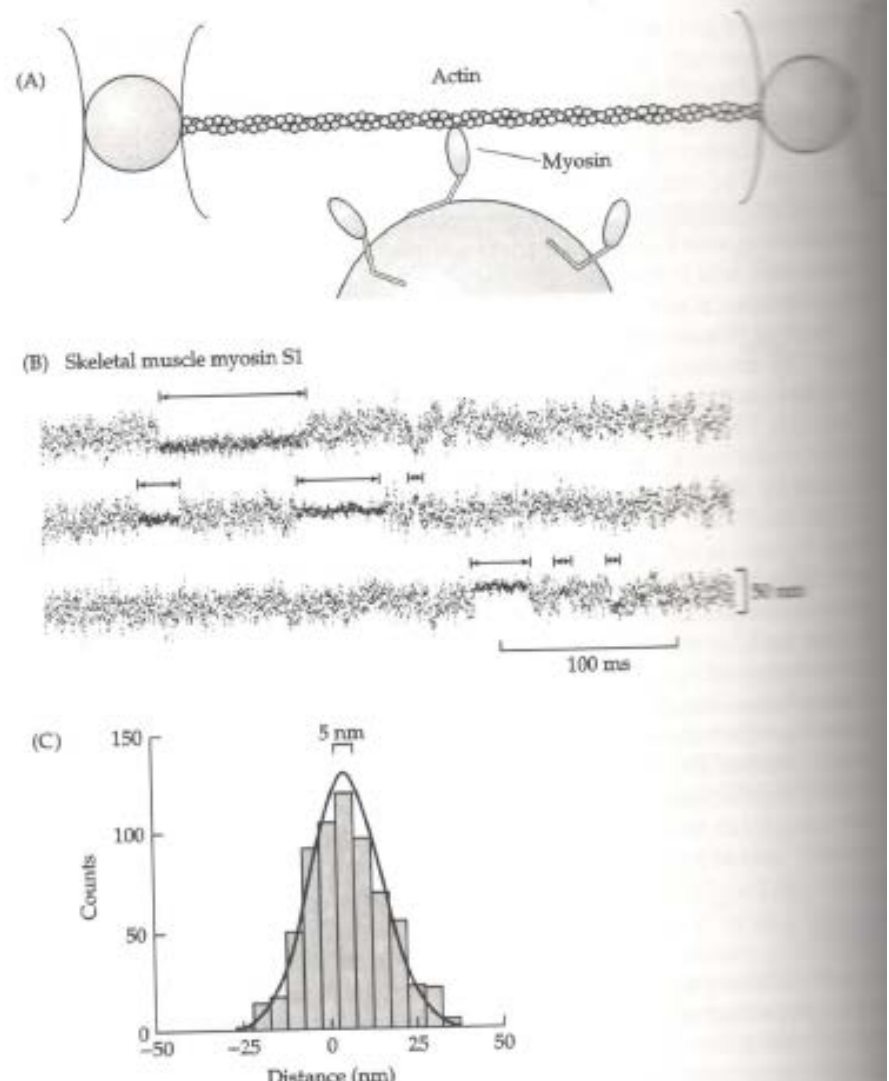 (A)
Actin
Myosin
(B) Skeletal muscle myosin S1
100 ms
(C)
150
5 nm
100
Counts
50
0
−50
−25
0
25
50
Distance (nm)